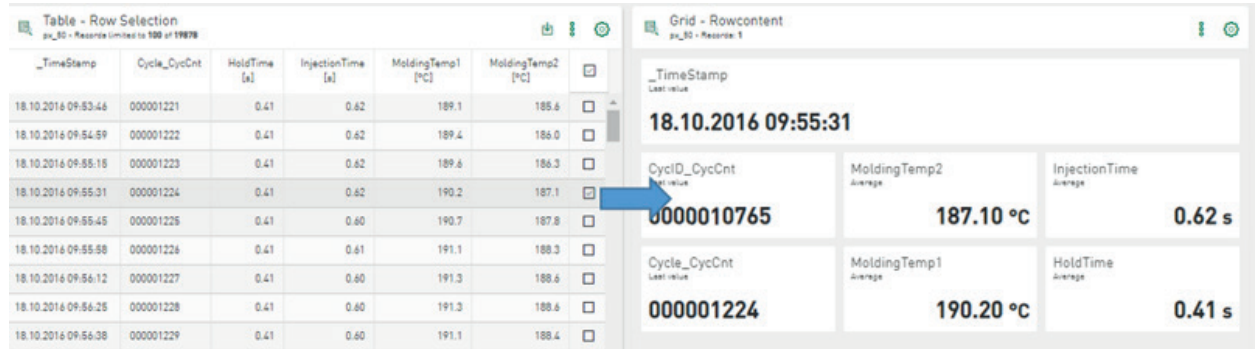 Table - Row Selection
px_50 - Records limited to 100 of 19878
_TimeStamp Cycle_CycCnt HoldTime [s] InjectionTime [s] MoldingTemp1 [°C] MoldingTemp2 [°C]
18.10.2016 09:53:46 000001221 0.41 0.62 189.1 185.6
18.10.2016 09:54:59 000001222 0.41 0.62 189.4 186.0
18.10.2016 09:55:15 000001223 0.41 0.62 189.6 186.3
18.10.2016 09:55:31 000001224 0.41 0.62 190.2 187.1
18.10.2016 09:55:45 000001225 0.41 0.60 190.7 187.8
18.10.2016 09:55:58 000001226 0.41 0.61 191.1 188.3
18.10.2016 09:56:12 000001227 0.41 0.60 191.3 188.6
18.10.2016 09:56:25 000001228 0.41 0.60 191.3 188.6
18.10.2016 09:56:38 000001229 0.41 0.60 191.1 188.4
Grid - Rowcontent
px_50 - Records: 1
_TimeStamp
Last value
18.10.2016 09:55:31
CycID_CycCnt MoldingTemp2 InjectionTime
Last value Average Average
0000010765 187.10 °C 0.62 s
Cycle_CycCnt MoldingTemp1 HoldTime
Last value Average Average
000001224 190.20 °C 0.41 s